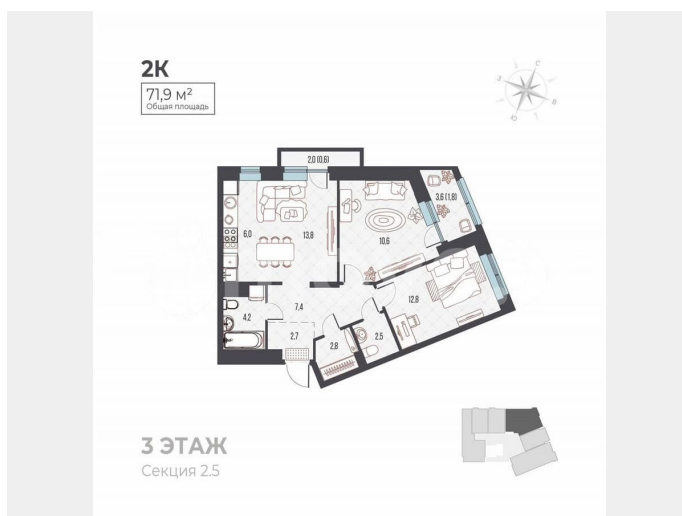 2К
71,9 м²
Общая площадь
С
В
Ю
2,0 (0,6)
3,6 (1,8)
6,0
13,8
10,6
12,8
7,4
4,2
2,7
2,8
2,5
3 ЭТАЖ
Секция 2.5